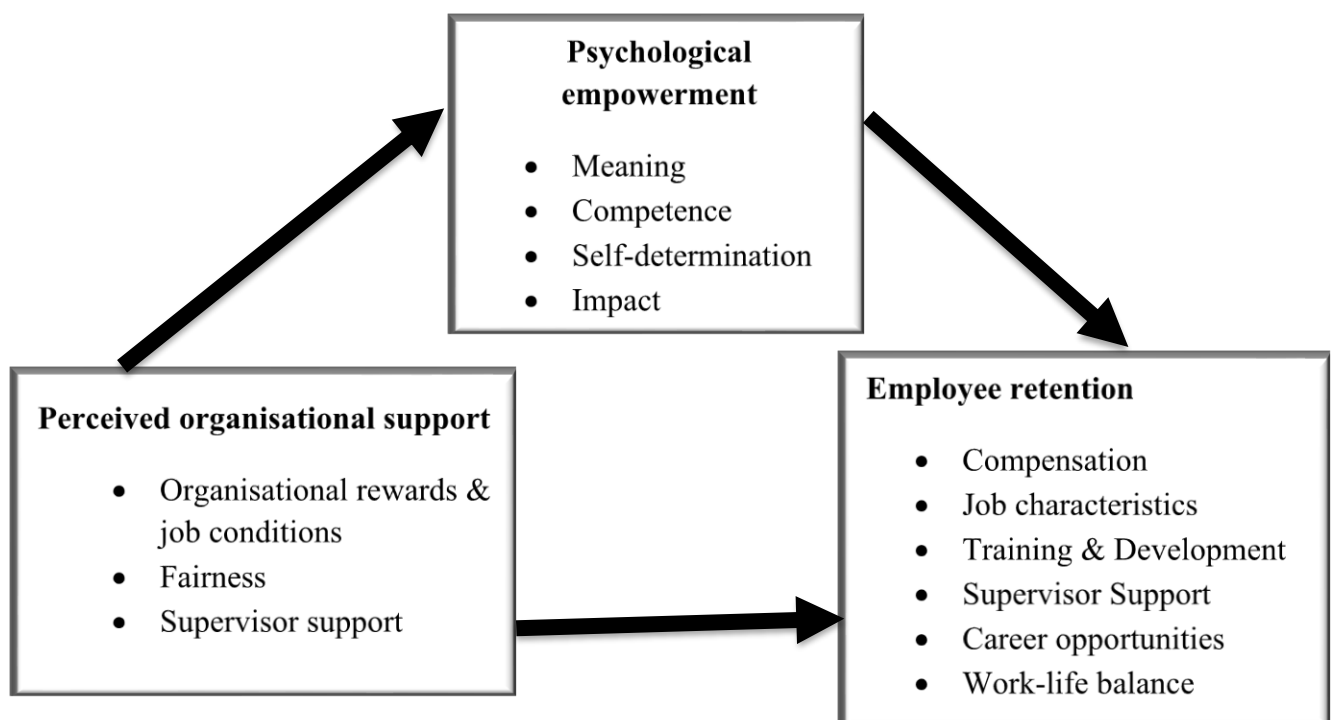 Psychological
empowerment
• Meaning
• Competence
• Self-determination
• Impact
Perceived organisational support
• Organisational rewards &
job conditions
• Fairness
• Supervisor support
Employee retention
• Compensation
• Job characteristics
• Training & Development
• Supervisor Support
• Career opportunities
• Work-life balance